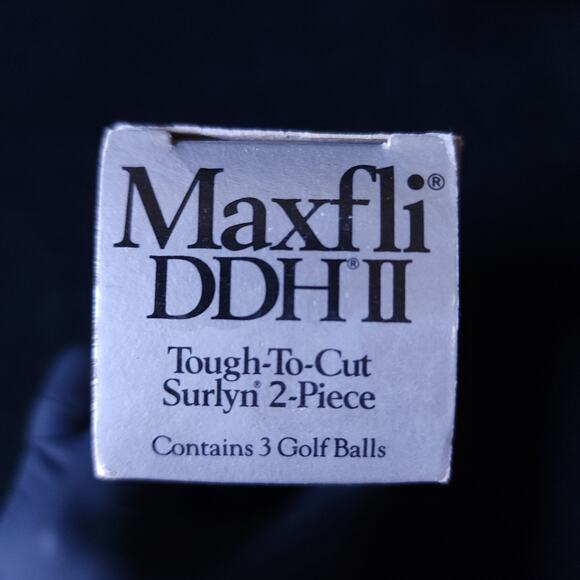 Maxfli®
DDH® II
Tough-To-Cut
Surlyn® 2-Piece
Contains 3 Golf Balls